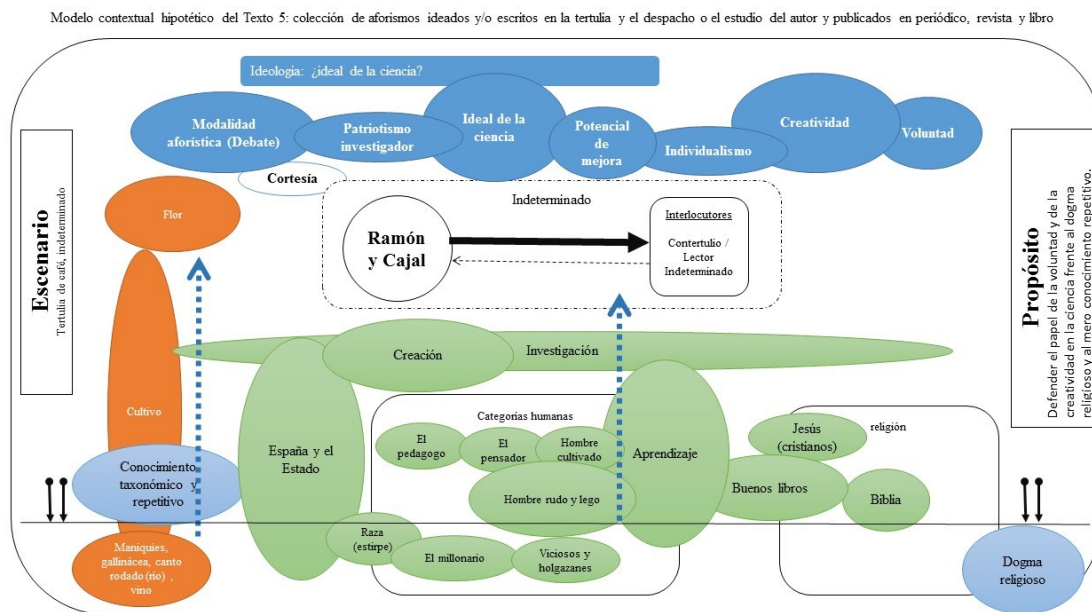 Modelo contextual hipotético del Texto 5: colección de aforismos ideados y/o escritos en la tertulia y el despacho o el estudio del autor y publicados en periódico, revista y libro
Ideología: ¿ideal de la ciencia?
Modalidad
aforística (Debate)
Patriotismo
investigador
Ideal de la
ciencia
Potencial
de
mejora
Individualismo
Creatividad
Voluntad
Cortesía
Escenario
Tertulia de café, indeterminado
Flor
Indeterminado
Ramón
y Cajal
Interlocutores
Contertulio /
Lector
Indeterminado
Propósito
Defender el papel de la voluntad y de la
creatividad en la ciencia frente al dogma
religioso y al mero conocimiento repetitivo.
Creación
Investigación
Cultivo
Categorias humanas
El
pedagogo
El
pensador
Hombre
cultivado
Aprendizaje
Jesús
(cristianos)
religión
España y el
Estado
Conocimiento
taxonómico y
repetitivo
Hombre rudo y lego
Buenos libros
Biblia
Raza
(estirpe)
El millonario
Viciosos y
holgazanes
Maniquíes,
gallinácea, canto
rodado (río) ,
vino
Dogma
religioso